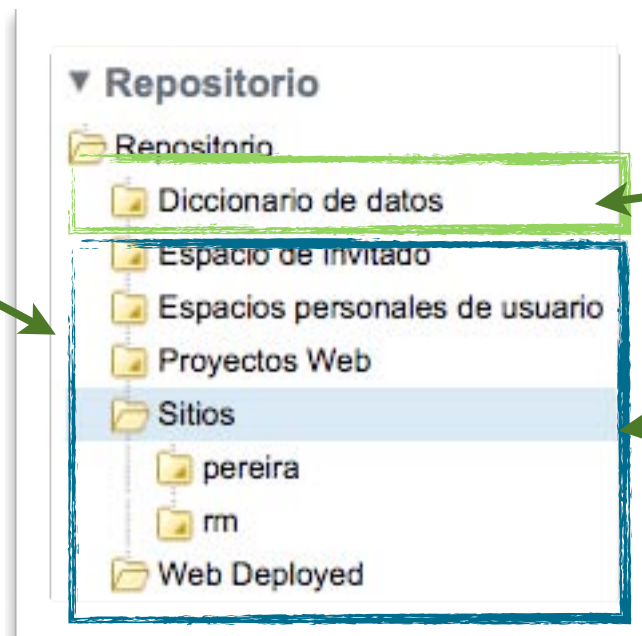 Repositorio
Repositorio
Diccionario de datos
Espacio de invitado
Espacios personales de usuario
Proyectos Web
Sitios
pereira
rm
Web Deployed